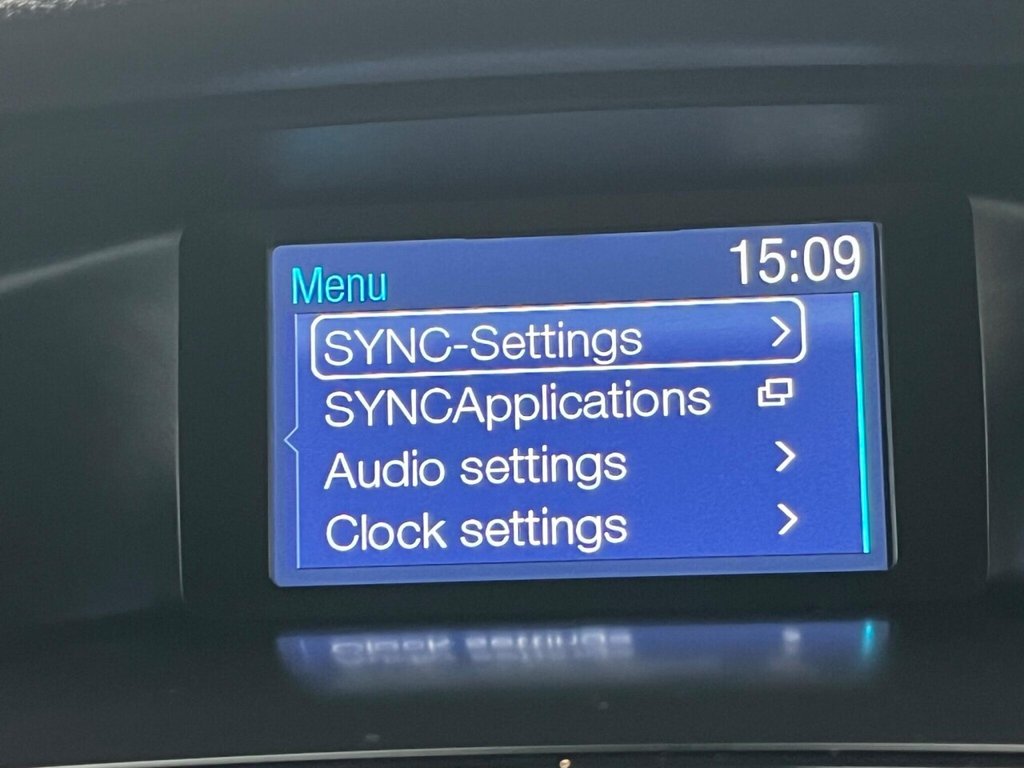 Menu 15:09
SYNC-Settings
SYNCApplications
Audio settings
Clock settings